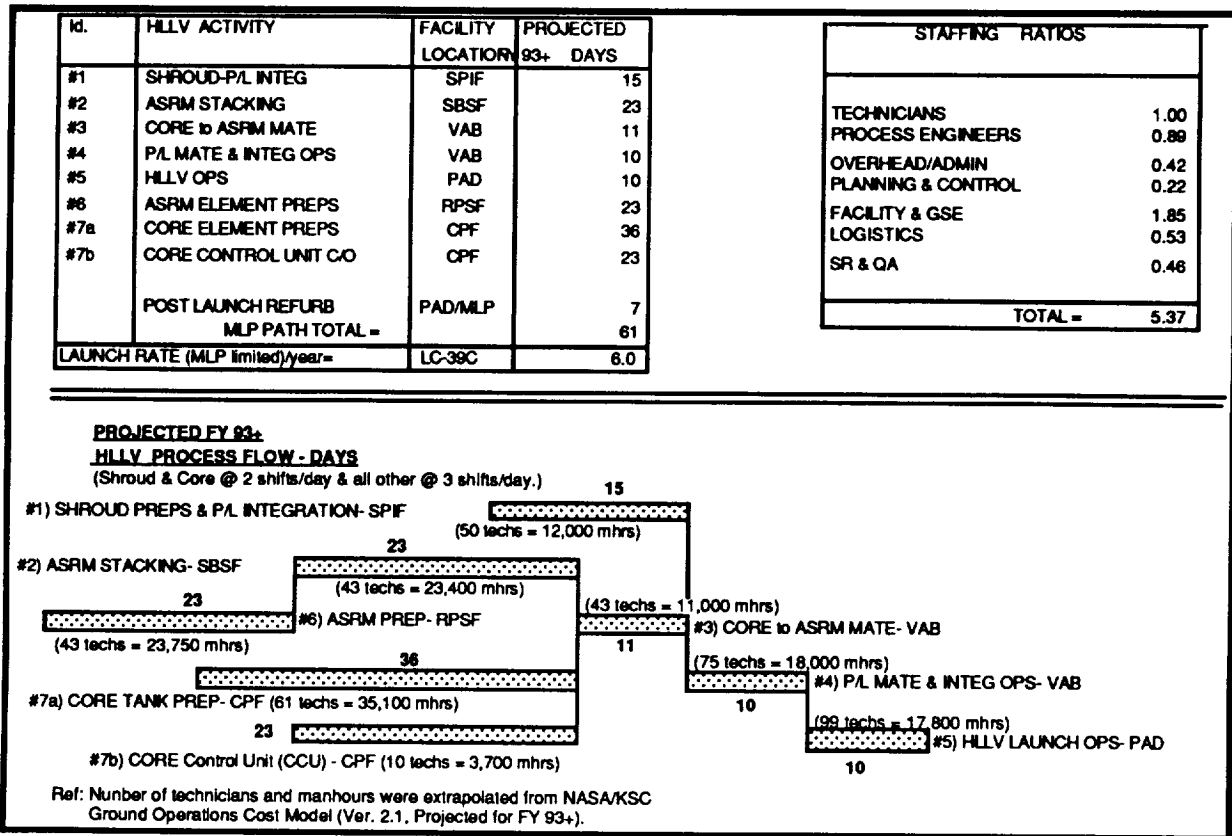 Id. HLLV ACTIVITY FACILITY LOCATION PROJECTED 93+ DAYS
#1 SHROUD-P/L INTEG SPIF 15
#2 ASRM STACKING SBSF 23
#3 CORE to ASRM MATE VAB 11
#4 P/L MATE & INTEG OPS VAB 10
#5 HLLV OPS PAD 10
#6 ASRM ELEMENT PREPS RPSF 23
#7a CORE ELEMENT PREPS CPF 36
#7b CORE CONTROL UNIT C/O CPF 23
POST LAUNCH REFURB PAD/MLP 7
MLP PATH TOTAL = 61
LAUNCH RATE (MLP limited)/year= LC-39C 6.0
STAFFING RATIOS
TECHNICIANS 1.00
PROCESS ENGINEERS 0.89
OVERHEAD/ADMIN 0.42
PLANNING & CONTROL 0.22
FACILITY & GSE 1.85
LOGISTICS 0.53
SR & QA 0.46
TOTAL = 5.37
PROJECTED FY 93+
HLLV PROCESS FLOW - DAYS
(Shroud & Core @ 2 shifts/day & all other @ 3 shifts/day.)
15
#1) SHROUD PREPS & P/L INTEGRATION- SPIF
(50 techs = 12,000 mhrs)
23
#2) ASRM STACKING- SBSF
(43 techs = 23,400 mhrs)
23
(43 techs = 11,000 mhrs)
#6) ASRM PREP- RPSF
#3) CORE to ASRM MATE- VAB
(43 techs = 23,750 mhrs)
11
36
(75 techs = 18,000 mhrs)
#4) P/L MATE & INTEG OPS- VAB
#7a) CORE TANK PREP- CPF (61 techs = 35,100 mhrs)
10
(99 techs = 17,800 mhrs)
23
#5) HLLV LAUNCH OPS- PAD
#7b) CORE Control Unit (CCU) - CPF (10 techs = 3,700 mhrs)
10
Ref: Nunber of technicians and manhours were extrapolated from NASA/KSC
Ground Operations Cost Model (Ver. 2.1, Projected for FY 93+).